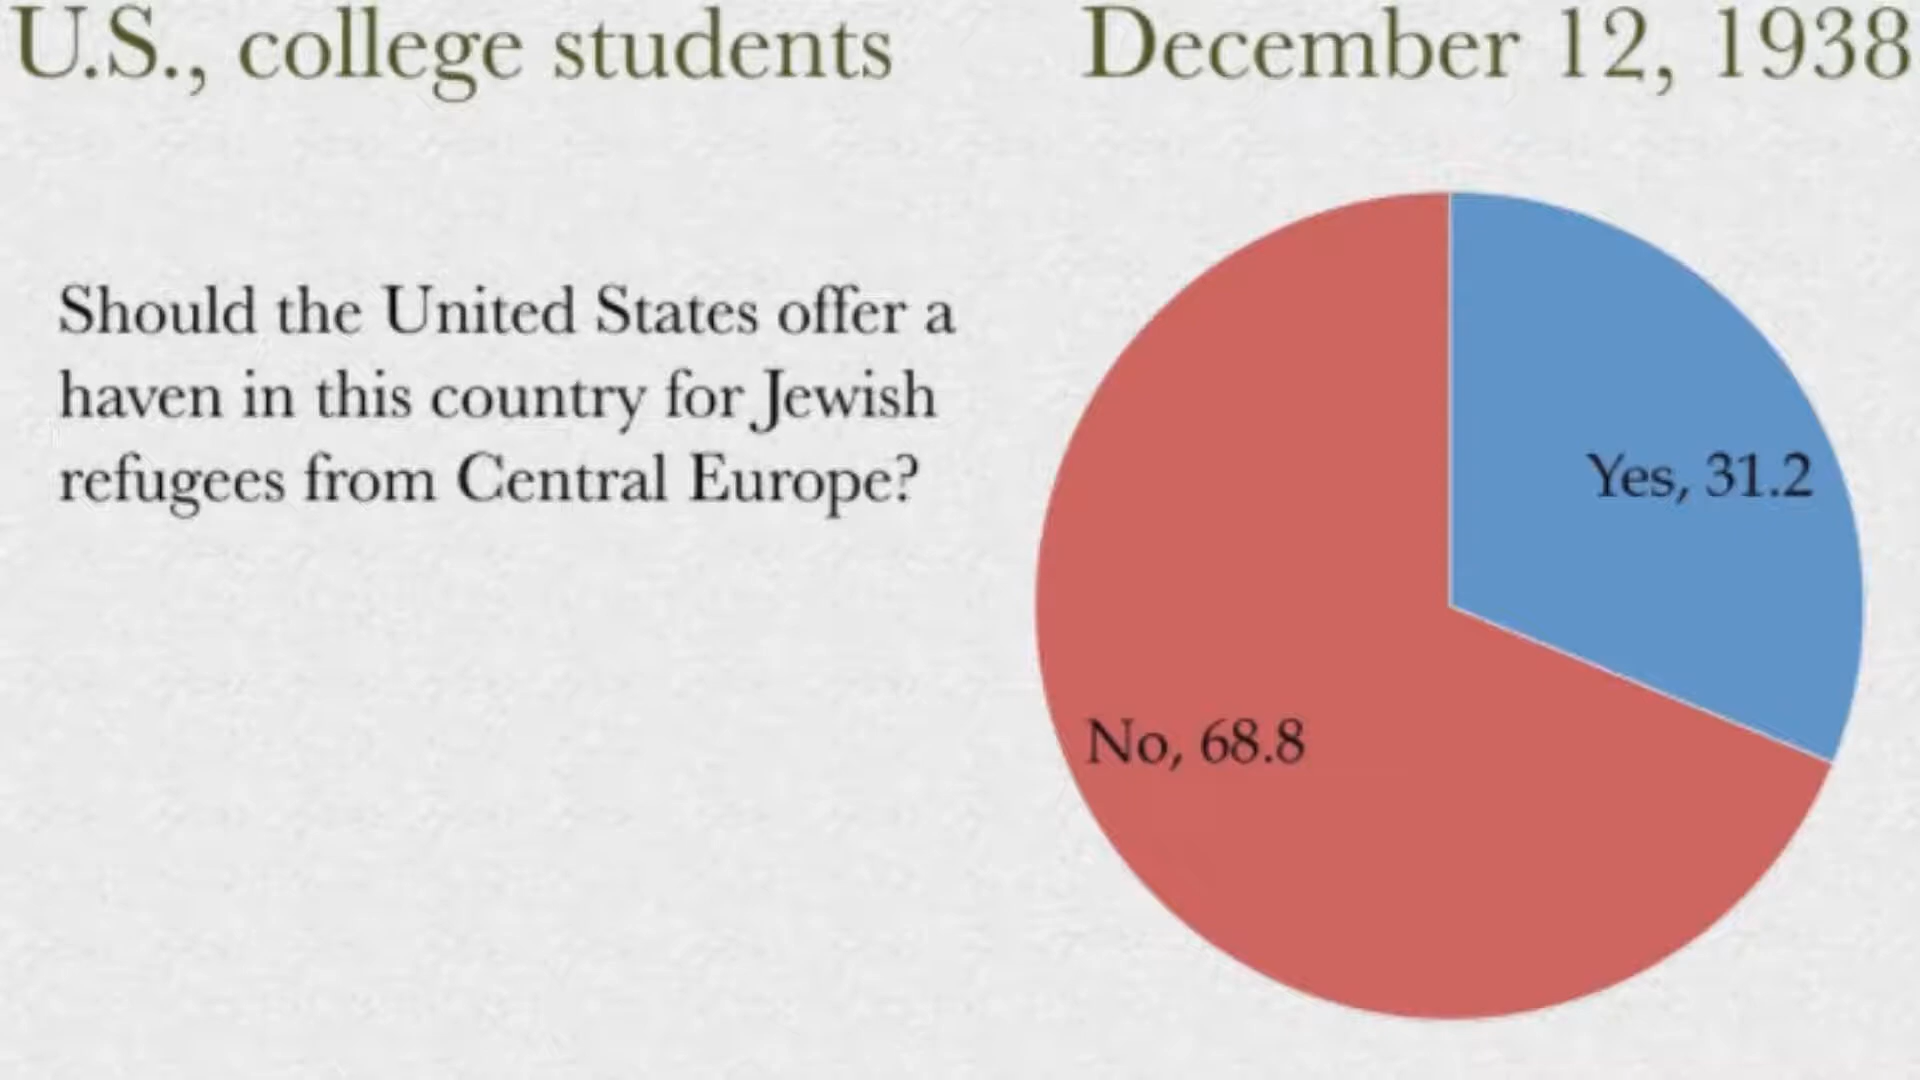 U.S., college students
December 12, 1938
Should the United States offer a
haven in this country for Jewish
refugees from Central Europe?
Yes, 31.2
No, 68.8